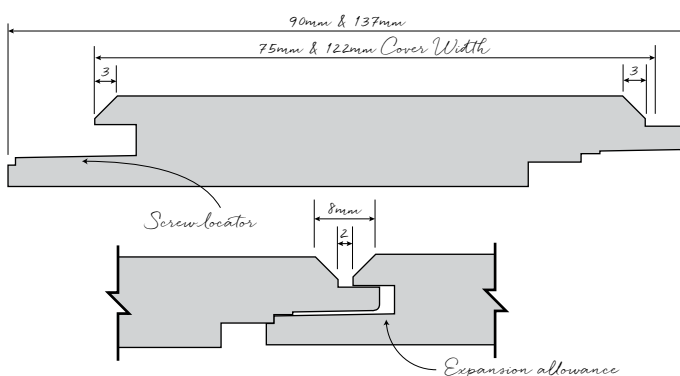 90mm & 137mm
75mm & 122mm Cover Width
3
3
Screw locator
8mm
2
Expansion allowance